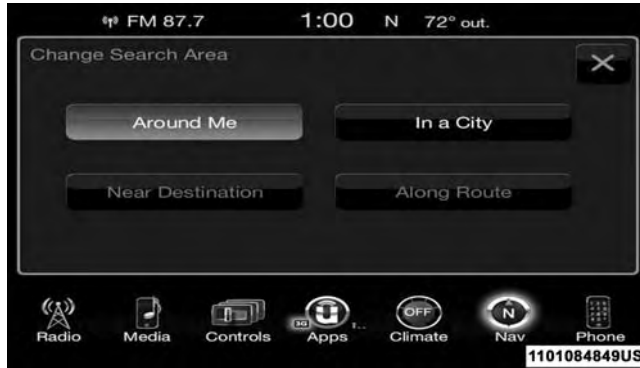 FM 87.7 1:00 N 72° out.
Change Search Area
Around Me In a City
Near Destination Along Route
3G T..
N
OFF
Radio Media Controls Apps Climate Nav Phone
1101084849US